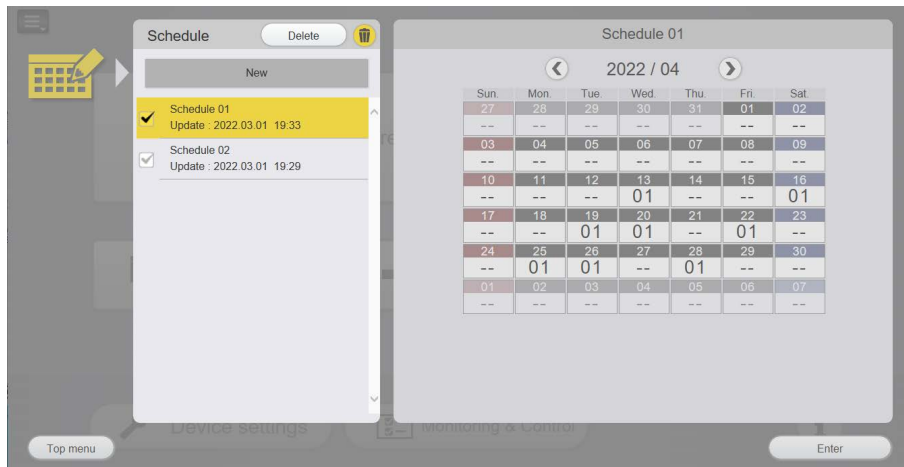 Schedule
Delete
New
Schedule 01
Update : 2022.03.01 19:33
Schedule 02
Update : 2022.03.01 19:29
Top menu
Schedule 01
2022 / 04
Sun. Mon. Tue. Wed. Thu. Fri. Sat.
27 28 29 30 31 01 02
-- -- -- -- -- -- --
03 04 05 06 07 08 09
-- -- -- -- -- -- --
10 11 12 13 14 15 16
-- -- -- 01 -- -- 01
17 18 19 20 21 22 23
-- -- 01 01 -- 01 --
24 25 26 27 28 29 30
-- 01 01 -- 01 -- --
01 02 03 04 05 06 07
-- -- -- -- -- -- --
Device settings
Monitoring & Control
Enter